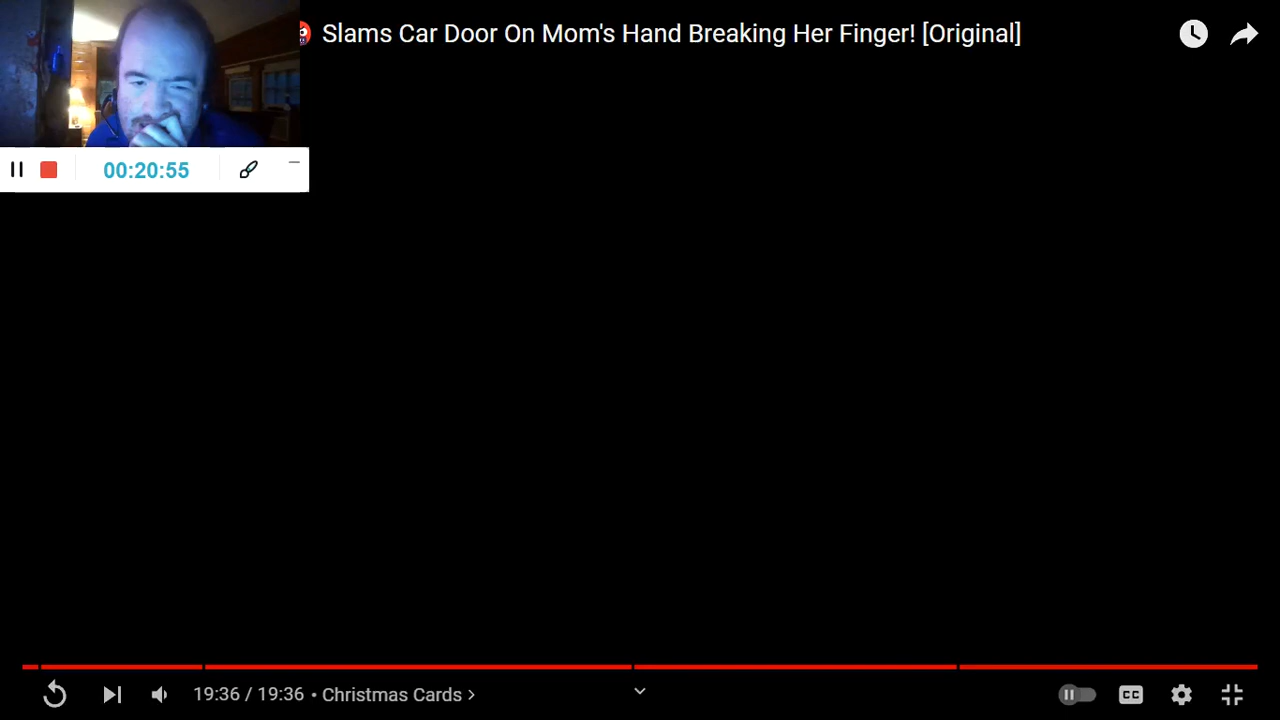 Slams Car Door On Mom's Hand Breaking Her Finger! [Original]
00:20:55
19:36 / 19:36 • Christmas Cards >
CC